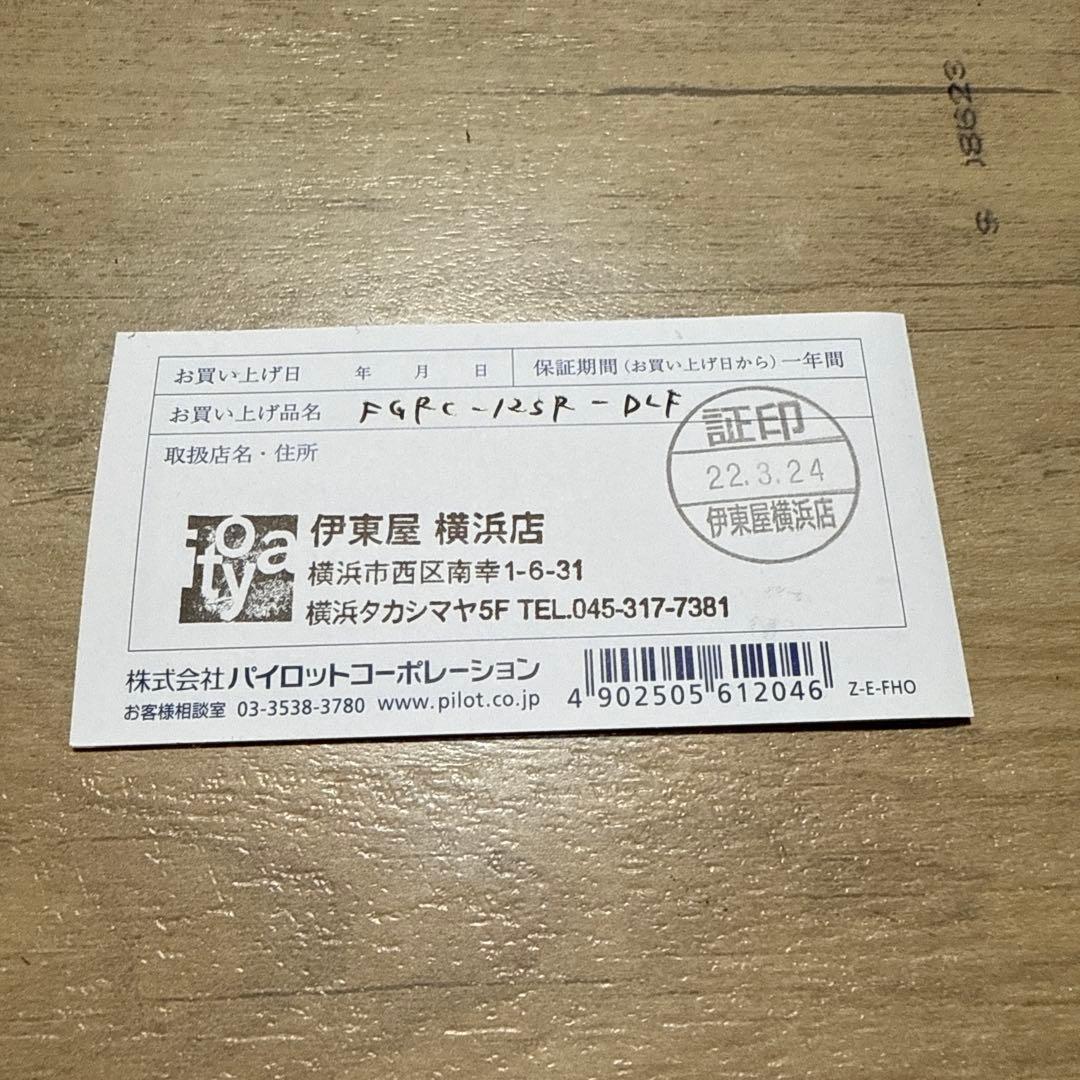 18623 S
お買い上げ日 年 月 日 保証期間(お買い上げ日から)一年間
お買い上げ品名 FGRC-12SR-DLF
取扱店名・住所
証印
22.3.24
伊東屋横浜店
itoya
伊東屋 横浜店
横浜市西区南幸1-6-31
横浜タカシマヤ5F TEL.045-317-7381
株式会社パイロットコーポレーション
お客様相談室 03-3538-3780 www.pilot.co.jp
4 902505 612046
Z-E-FHO